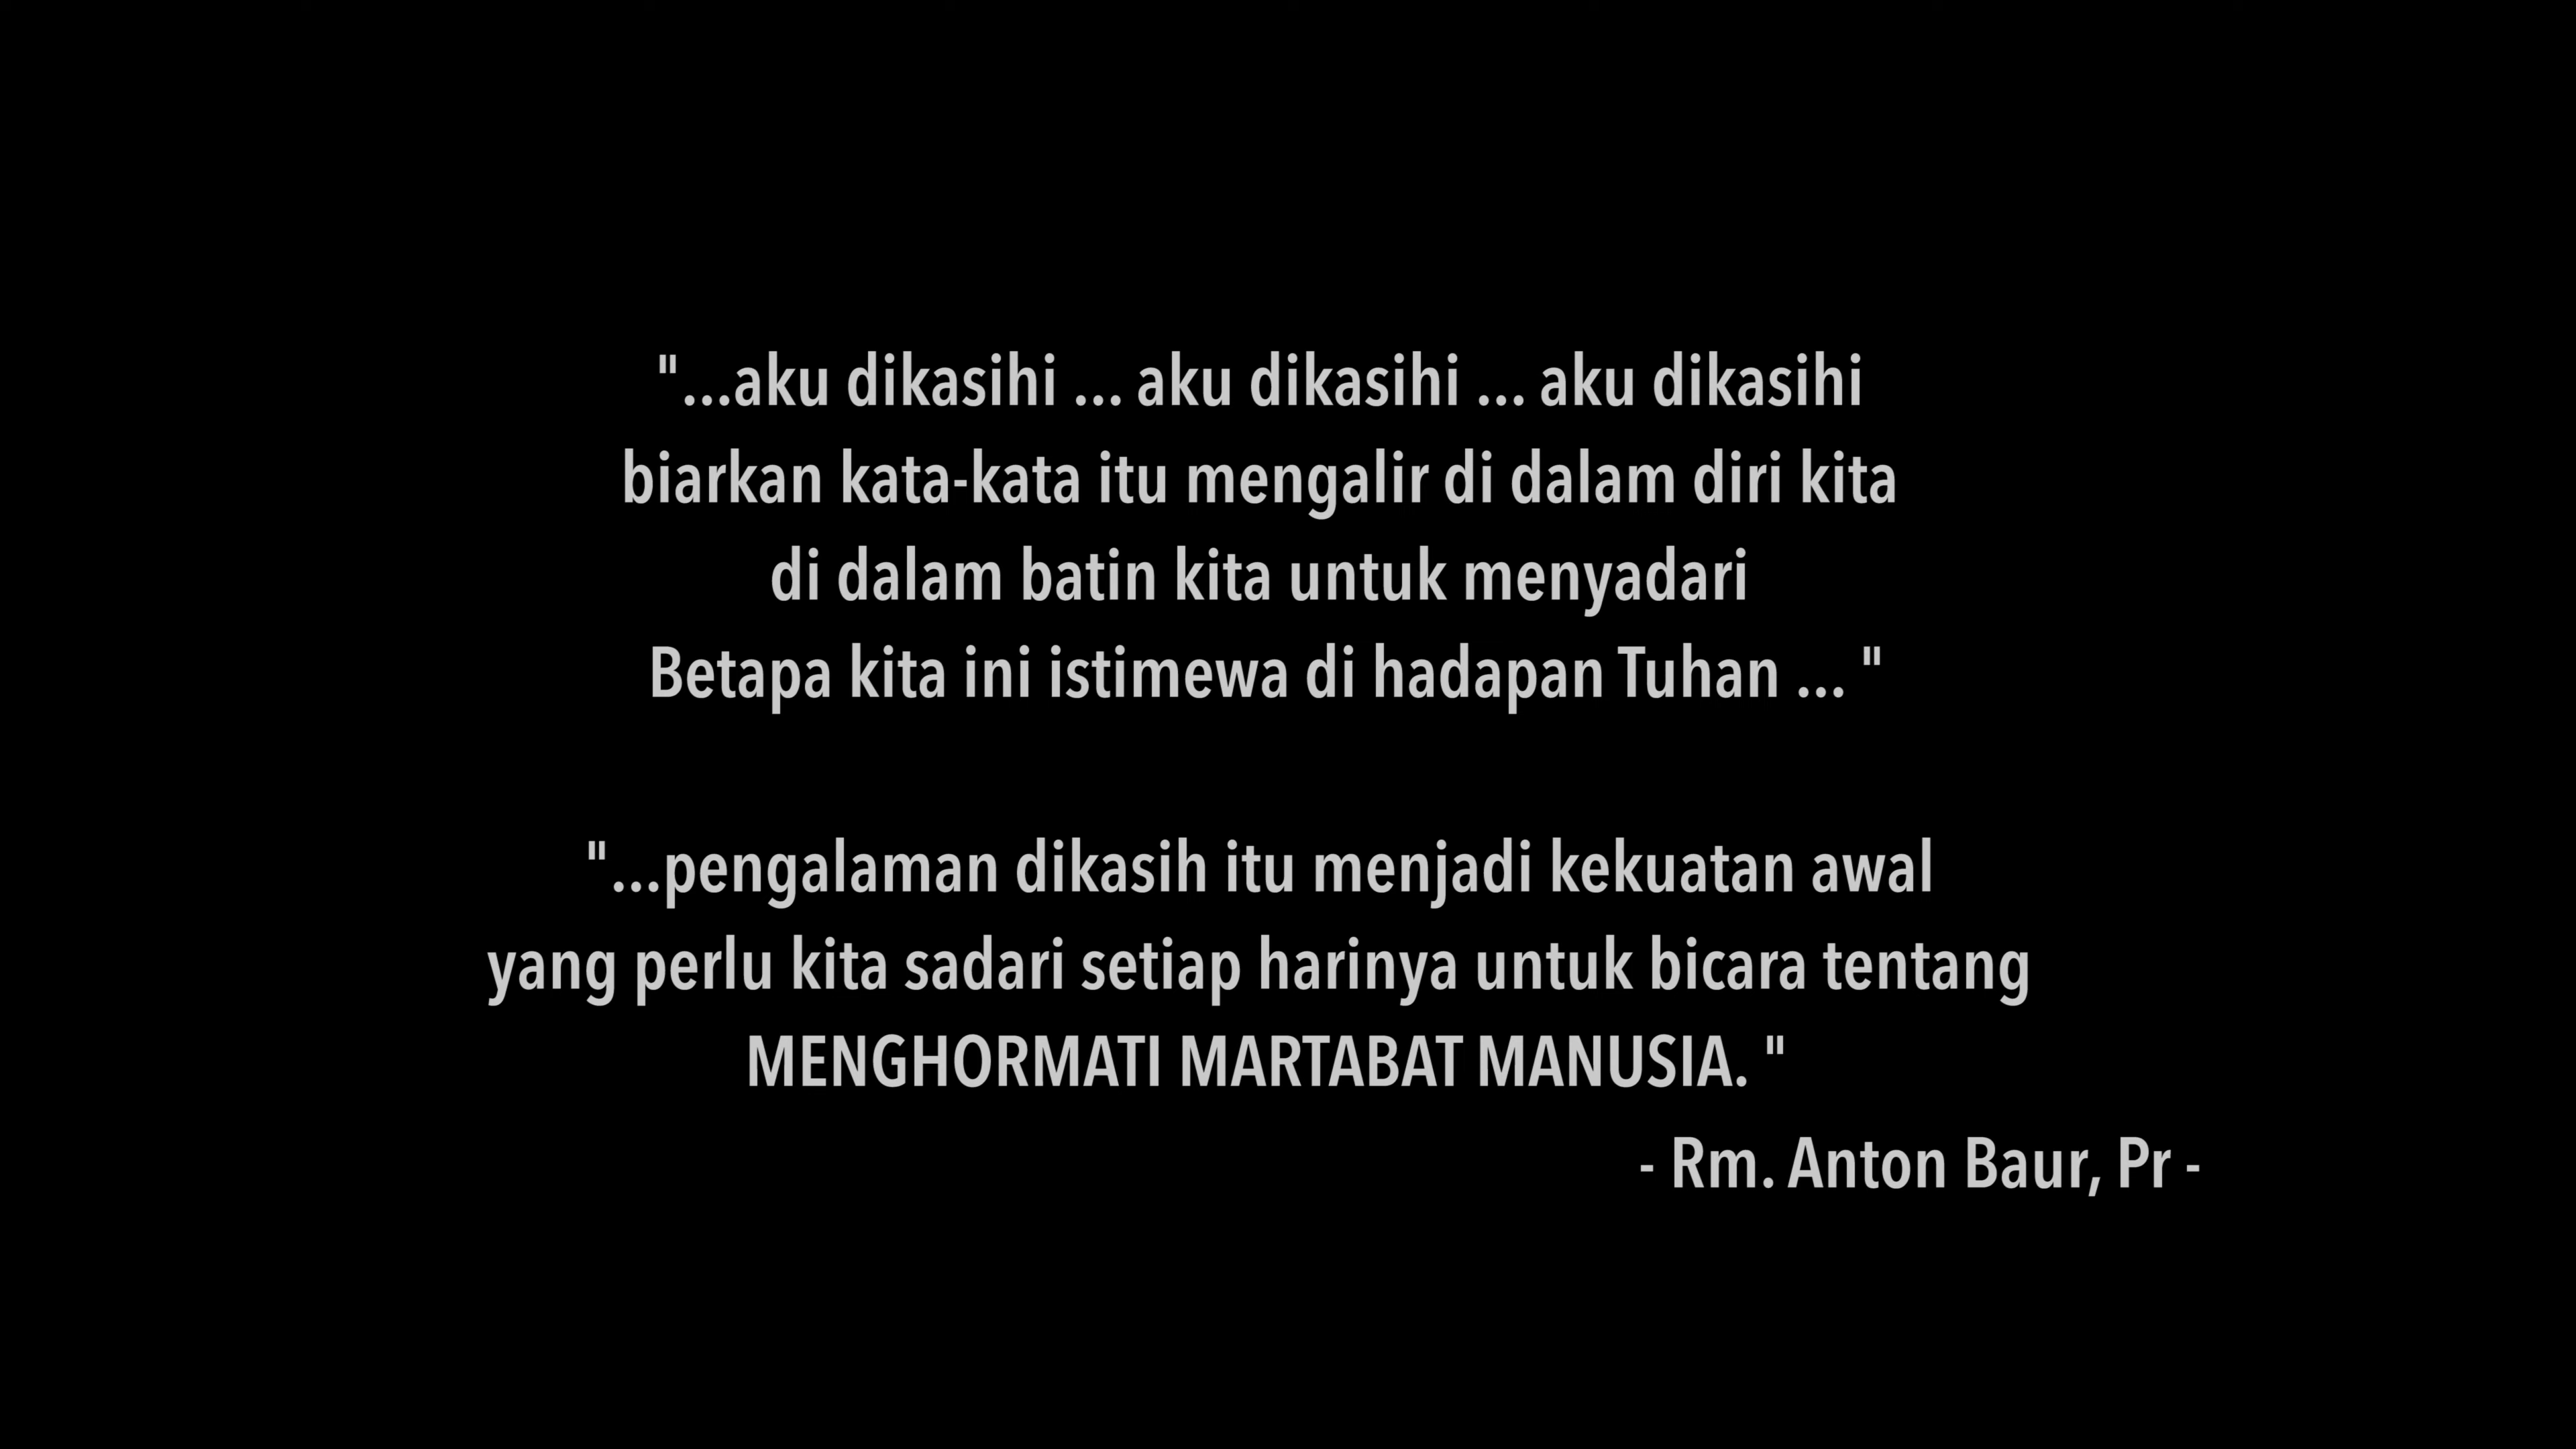 "...aku dikasihi ... aku dikasihi ... aku dikasihi
biarkan kata-kata itu mengalir di dalam diri kita
di dalam batin kita untuk menyadari
Betapa kita ini istimewa di hadapan Tuhan ... "
"...pengalaman dikasih itu menjadi kekuatan awal
yang perlu kita sadari setiap harinya untuk bicara tentang
MENGHORMATI MARTABAT MANUSIA. "
- Rm. Anton Baur, Pr -